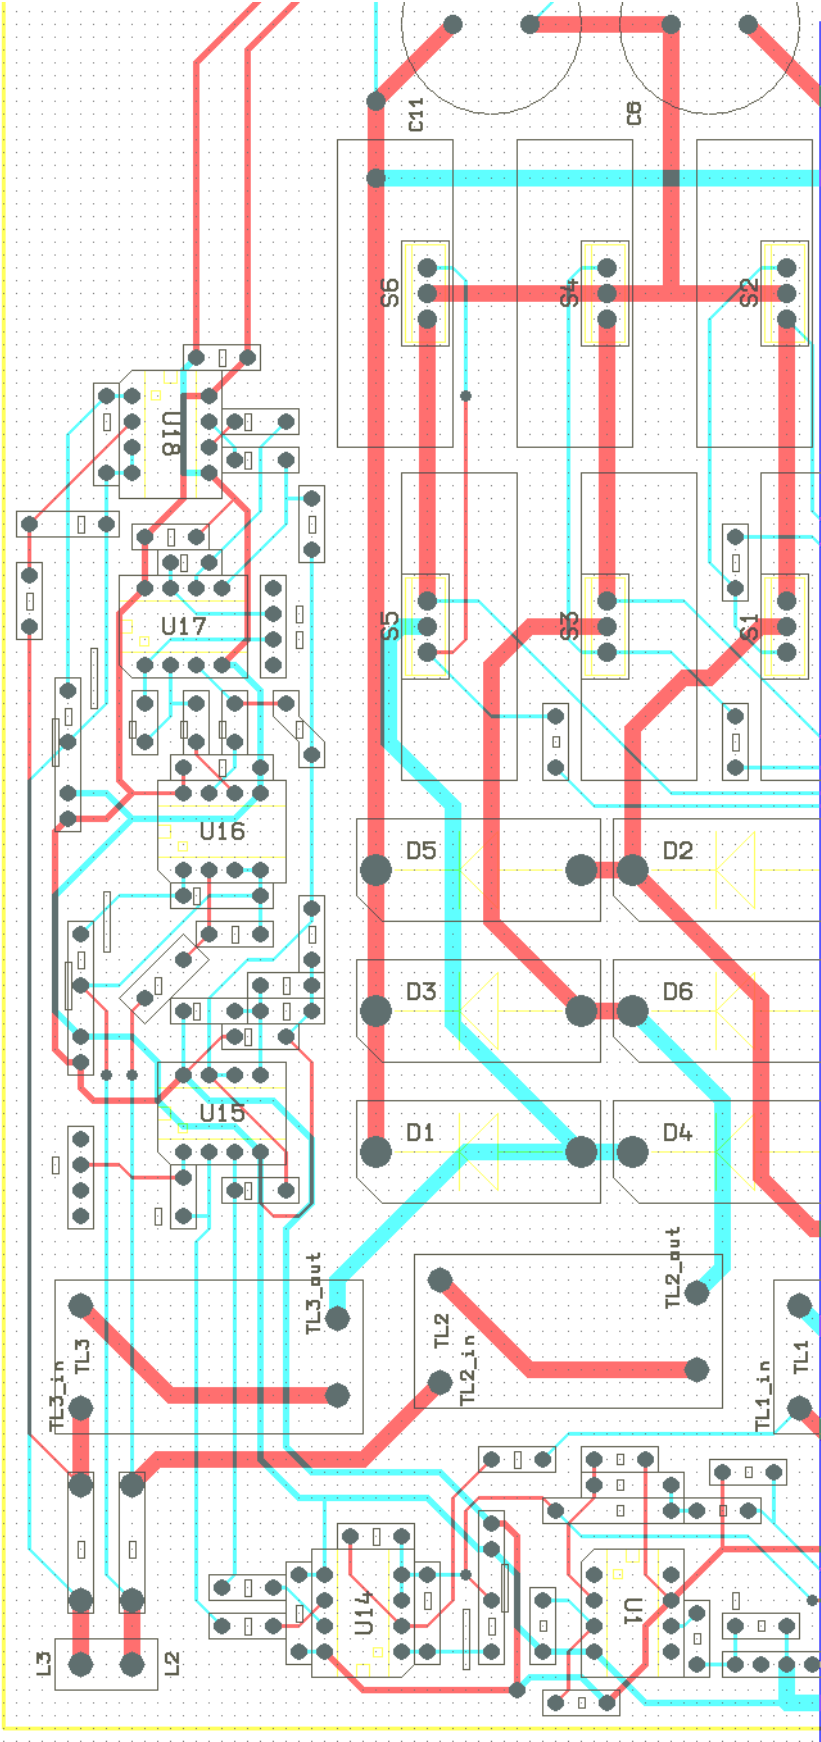 C11
C6
S6
S4
S2
U18
U17
S5
S3
S1
U16
D5
D2
D3
D6
U15
D1
D4
TL3_out
TL2_out
TL3
TL2
TL1
TL3_in
TL2_in
TL1_in
U14
U1
L3
L2